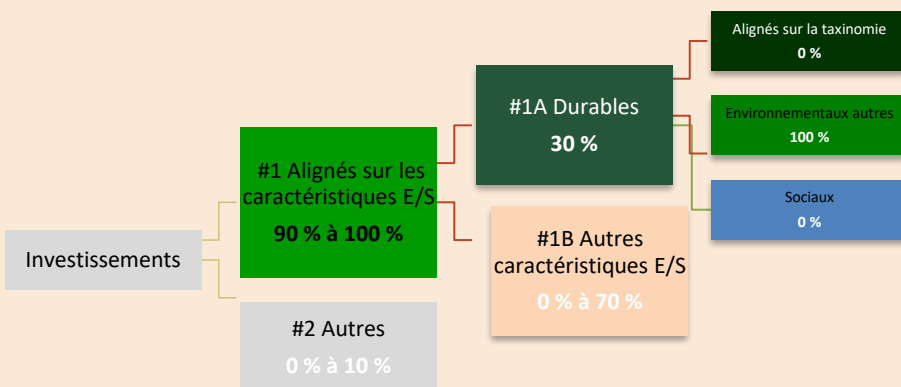 Investissements
#1 Alignés sur les
caractéristiques E/S
90 % à 100 %
#2 Autres
0 % à 10 %
#1A Durables
30 %
#1B Autres
caractéristiques E/S
0 % à 70 %
Alignés sur la taxinomie
0 %
Environnementaux autres
100 %
Sociaux
0 %